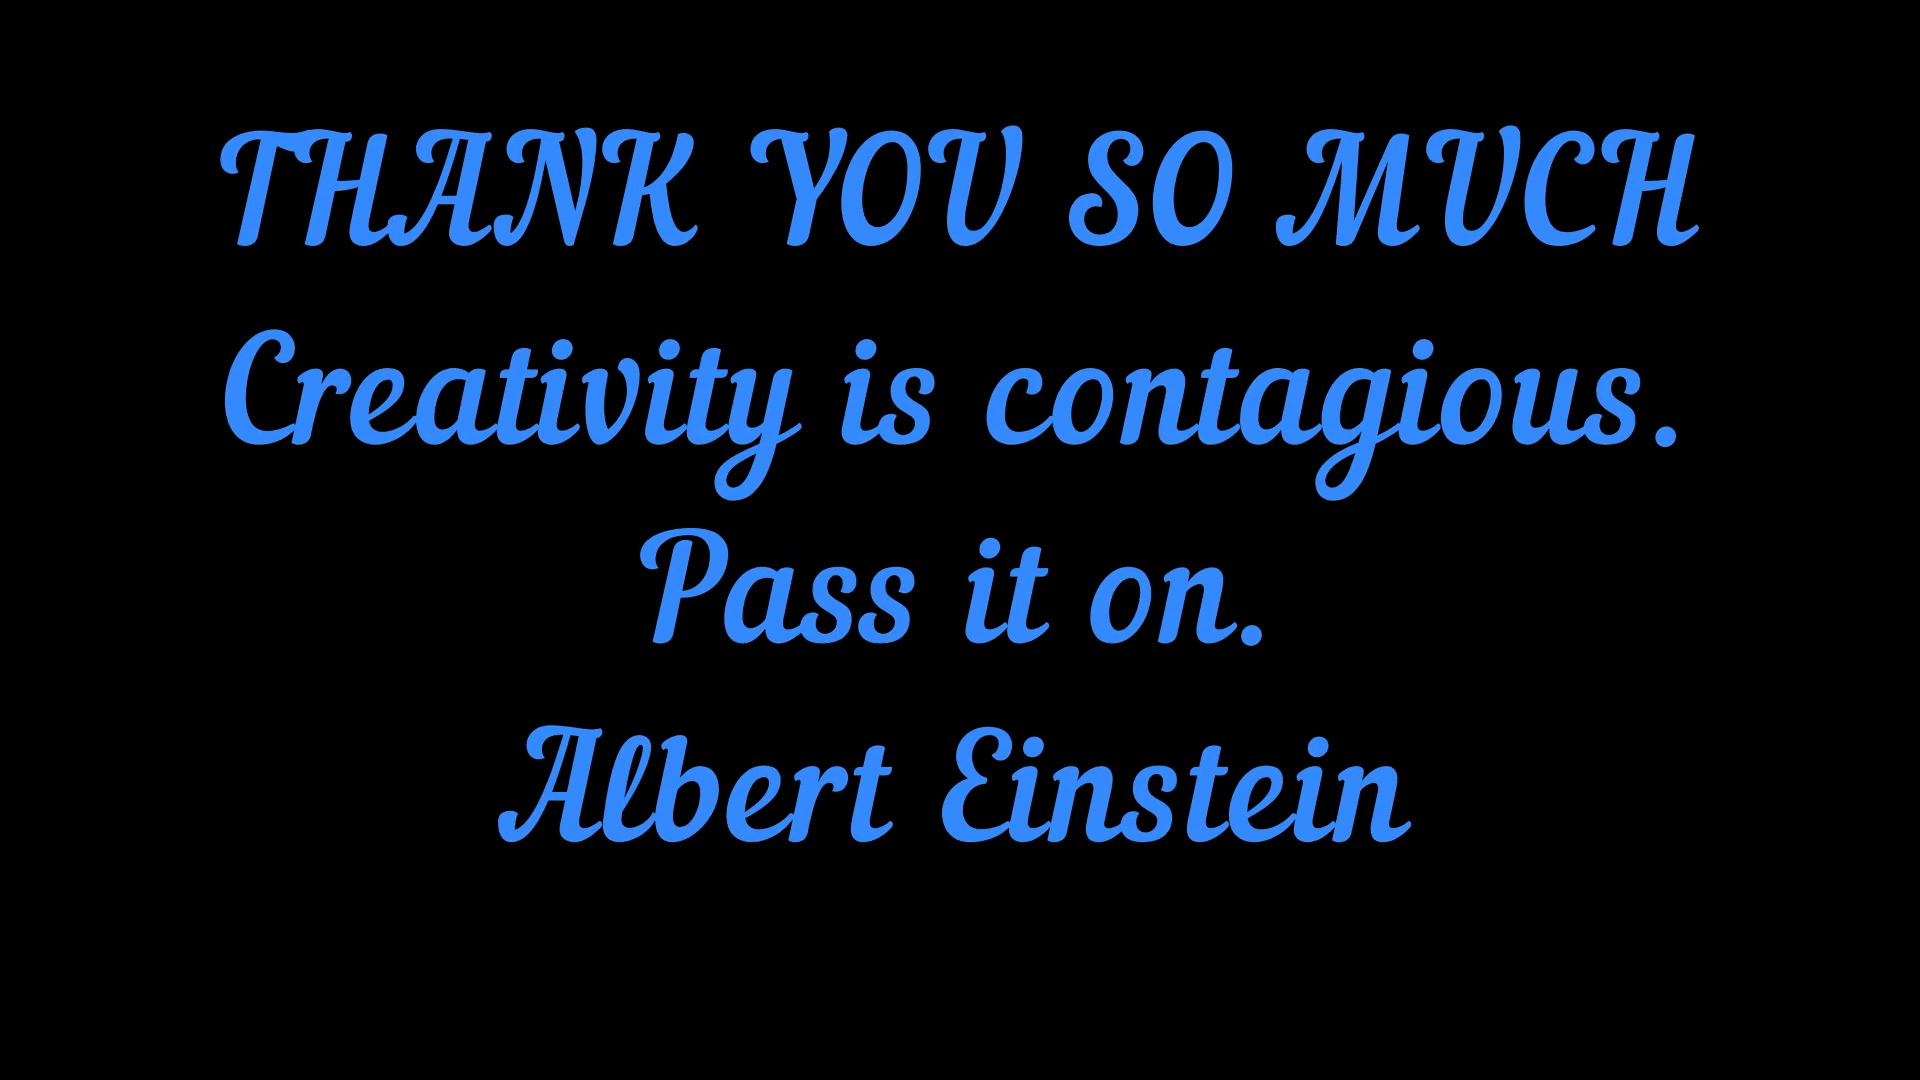 THANK YOU SO MUCH
Creativity is contagious.
Pass it on.
Albert Einstein